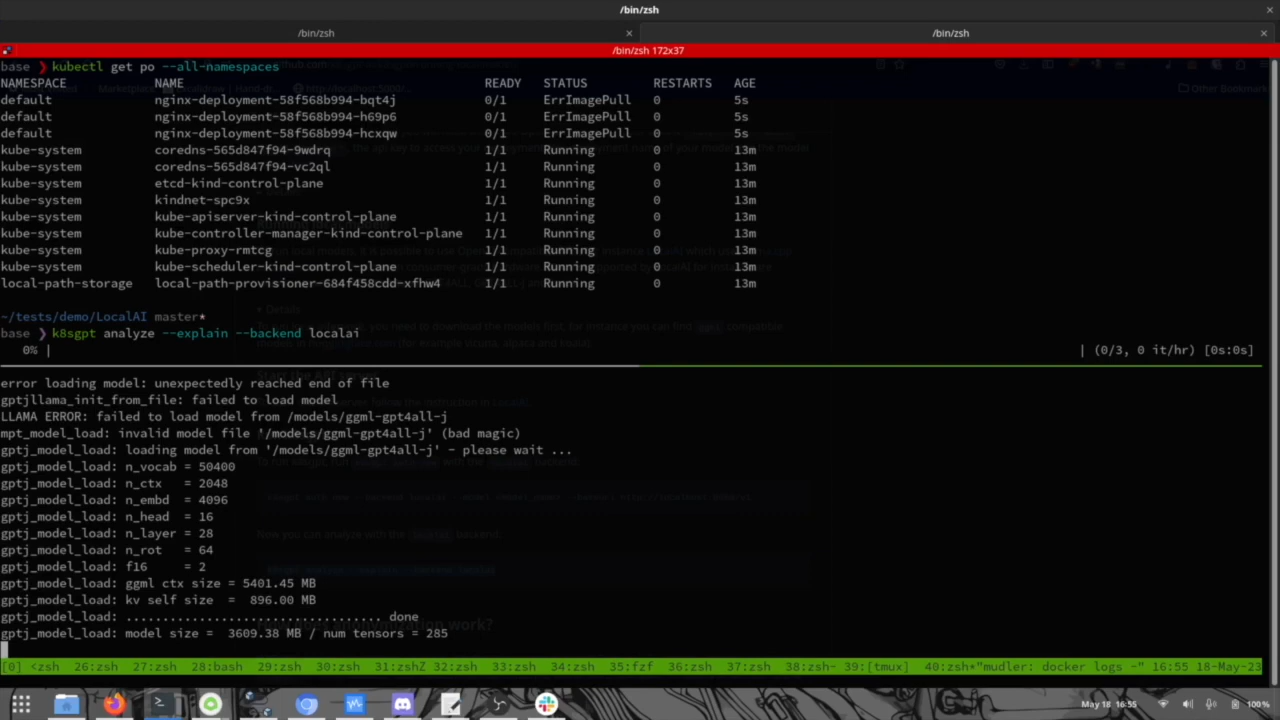 /bin/zsh
/bin/zsh × /bin/zsh ×
/bin/zsh 172x37
base ❯ kubectl get po --all-namespaces
NAMESPACE NAME READY STATUS RESTARTS AGE
default nginx-deployment-58f568b994-bqt4j 0/1 ErrImagePull 0 5s
default nginx-deployment-58f568b994-h69p6 0/1 ErrImagePull 0 5s
default nginx-deployment-58f568b994-hcxqw 0/1 ErrImagePull 0 5s
kube-system coredns-565d847f94-9wdrq 1/1 Running 0 13m
kube-system coredns-565d847f94-vc2ql 1/1 Running 0 13m
kube-system etcd-kind-control-plane 1/1 Running 0 13m
kube-system kindnet-spc9x 1/1 Running 0 13m
kube-system kube-apiserver-kind-control-plane 1/1 Running 0 13m
kube-system kube-controller-manager-kind-control-plane 1/1 Running 0 13m
kube-system kube-proxy-rmtcg 1/1 Running 0 13m
kube-system kube-scheduler-kind-control-plane 1/1 Running 0 13m
local-path-storage local-path-provisioner-684f458cdd-xfhw4 1/1 Running 0 13m
~/tests/demo/LocalAI master*
base ❯ k8sgpt analyze --explain --backend localai
0% | | (0/3, 0 it/hr) [0s:0s]
error loading model: unexpectedly reached end of file
gptjllama_init_from_file: failed to load model
LLAMA ERROR: failed to load model from /models/ggml-gpt4all-j
mpt_model_load: invalid model file '/models/ggml-gpt4all-j' (bad magic)
gptj_model_load: loading model from '/models/ggml-gpt4all-j' - please wait ...
gptj_model_load: n_vocab = 50400
gptj_model_load: n_ctx = 2048
gptj_model_load: n_embd = 4096
gptj_model_load: n_head = 16
gptj_model_load: n_layer = 28
gptj_model_load: n_rot = 64
gptj_model_load: f16 = 2
gptj_model_load: ggml ctx size = 5401.45 MB
gptj_model_load: kv self size = 896.00 MB
gptj_model_load: ................................... done
gptj_model_load: model size = 3609.38 MB / num tensors = 285
[0] <zsh 26:zsh 27:zsh 28:bash 29:zsh 30:zsh 31:zshZ 32:zsh 33:zsh 34:zsh 35:fzf 36:zsh 37:zsh 38:zsh- 39:[tmux] 40:zsh*"mudler: docker logs -" 16:55 18-May-23
May 18 16:55 100 %